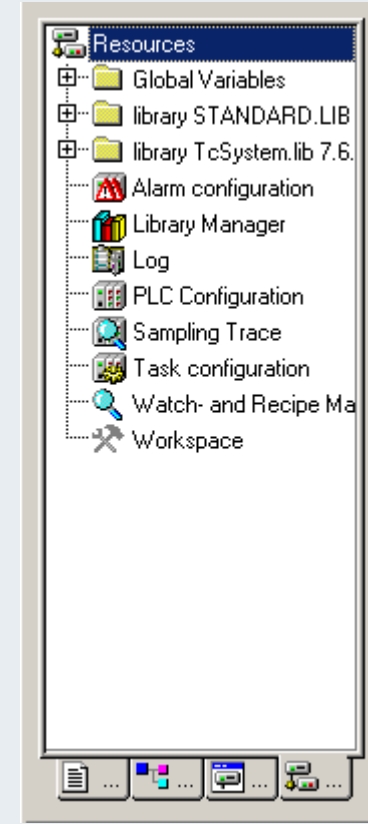 Resources
Global Variables
library STANDARD.LIB
library TcSystem.lib 7.6.
Alarm configuration
Library Manager
Log
PLC Configuration
Sampling Trace
Task configuration
Watch- and Recipe Ma
Workspace
... ... ... ...